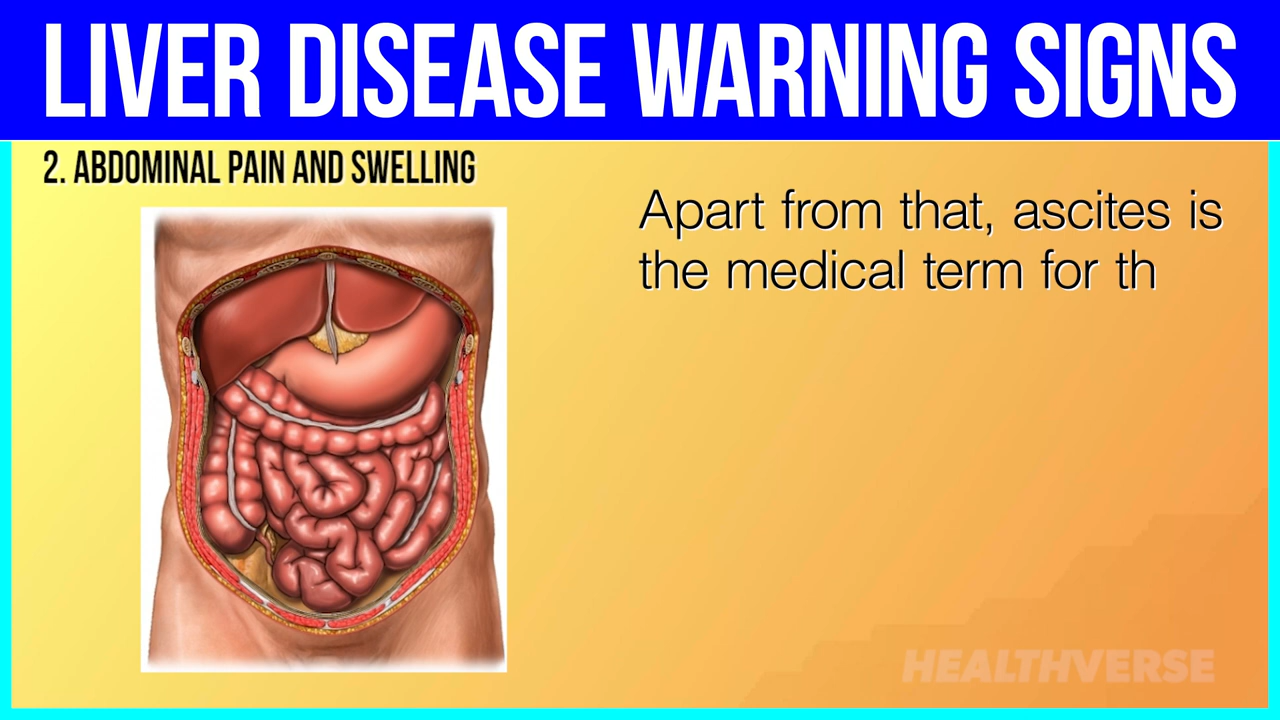 LIVER DISEASE WARNING SIGNS
2. ABDOMINAL PAIN AND SWELLING
Apart from that, ascites is
the medical term for th
HEALTHVERSE